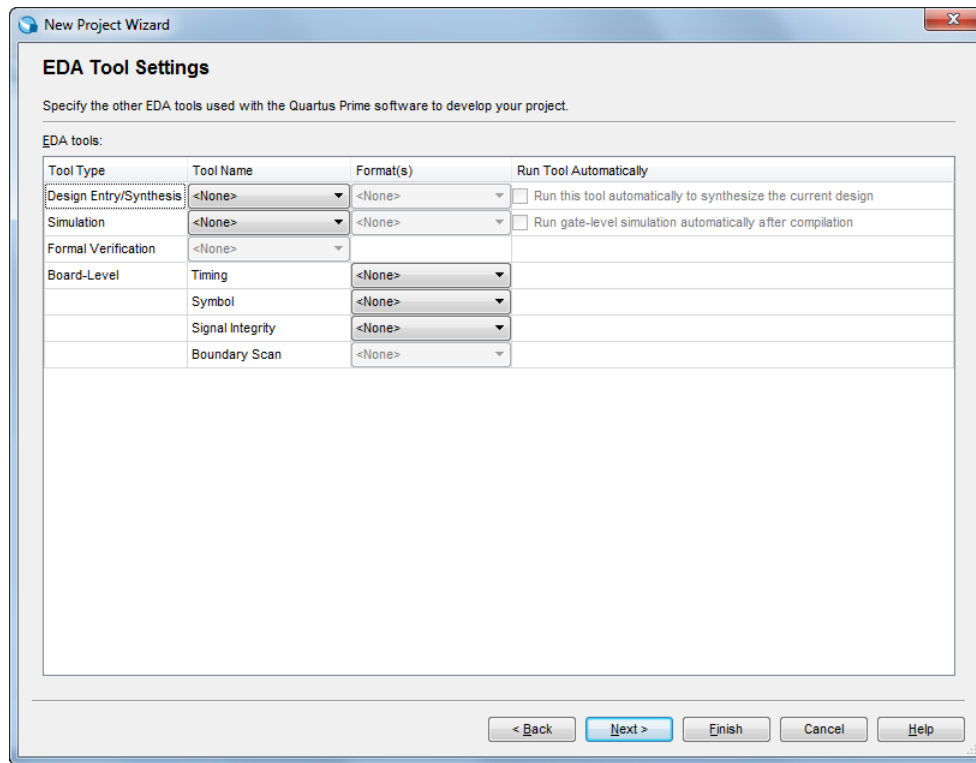 New Project Wizard
EDA Tool Settings
Specify the other EDA tools used with the Quartus Prime software to develop your project.
EDA tools:
Tool Type Tool Name Format(s) Run Tool Automatically
Design Entry/Synthesis <None> <None> Run this tool automatically to synthesize the current design
Simulation <None> <None> Run gate-level simulation automatically after compilation
Formal Verification <None>
Board-Level Timing <None>
Symbol <None>
Signal Integrity <None>
Boundary Scan <None>
< Back Next > Finish Cancel Help